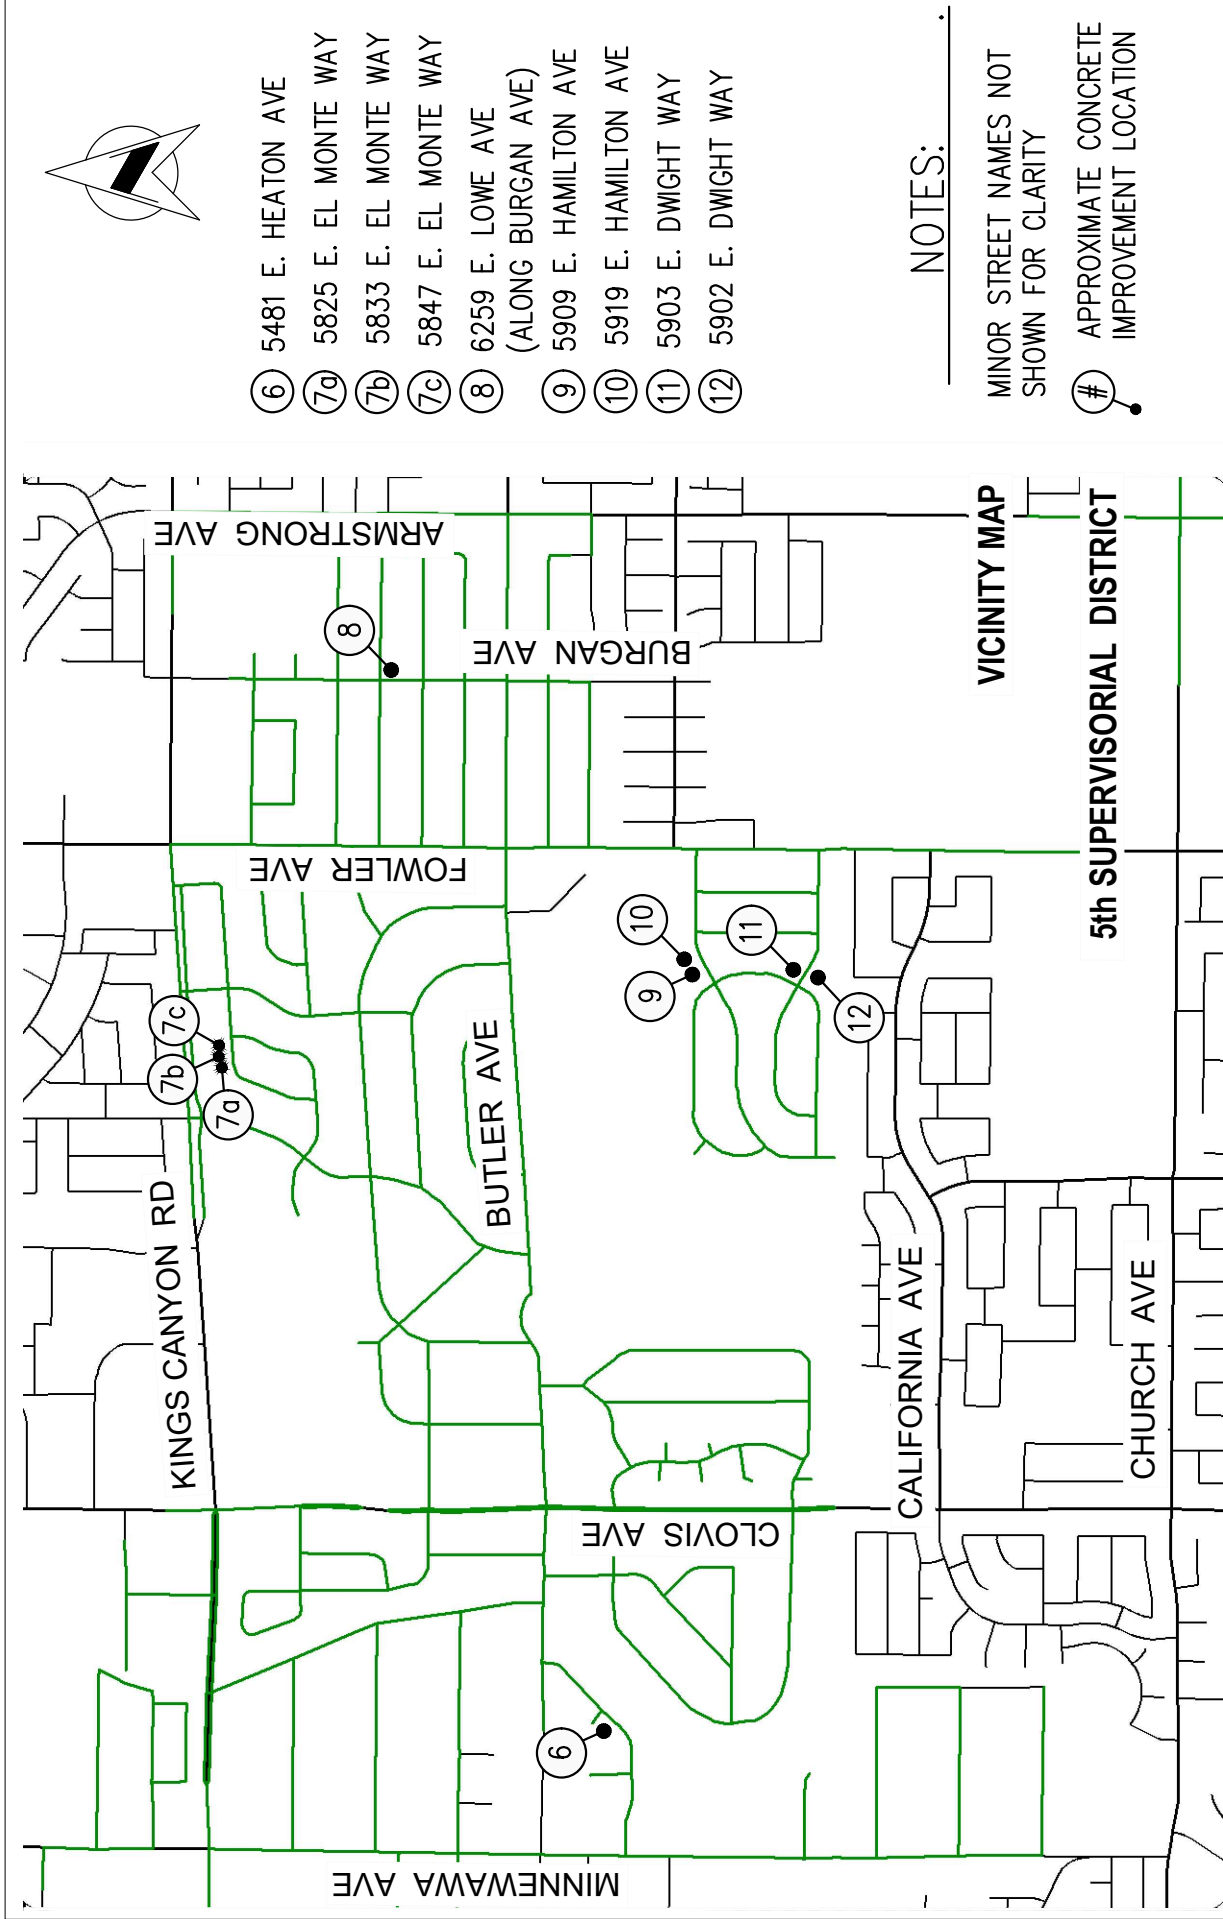 6 5481 E. HEATON AVE
7a 5825 E. EL MONTE WAY
7b 5833 E. EL MONTE WAY
7c 5847 E. EL MONTE WAY
8 6259 E. LOWE AVE
(ALONG BURGAN AVE)
9 5909 E. HAMILTON AVE
10 5919 E. HAMILTON AVE
11 5903 E. DWIGHT WAY
12 5902 E. DWIGHT WAY
NOTES:
MINOR STREET NAMES NOT
SHOWN FOR CLARITY
# APPROXIMATE CONCRETE
IMPROVEMENT LOCATION
KINGS CANYON RD
BUTLER AVE
CALIFORNIA AVE
CHURCH AVE
MINNEWAWA AVE
CLOVIS AVE
FOWLER AVE
BURGAN AVE
ARMSTRONG AVE
6
7a
7b
7c
8
9
10
11
12
VICINITY MAP
5th SUPERVISORIAL DISTRICT